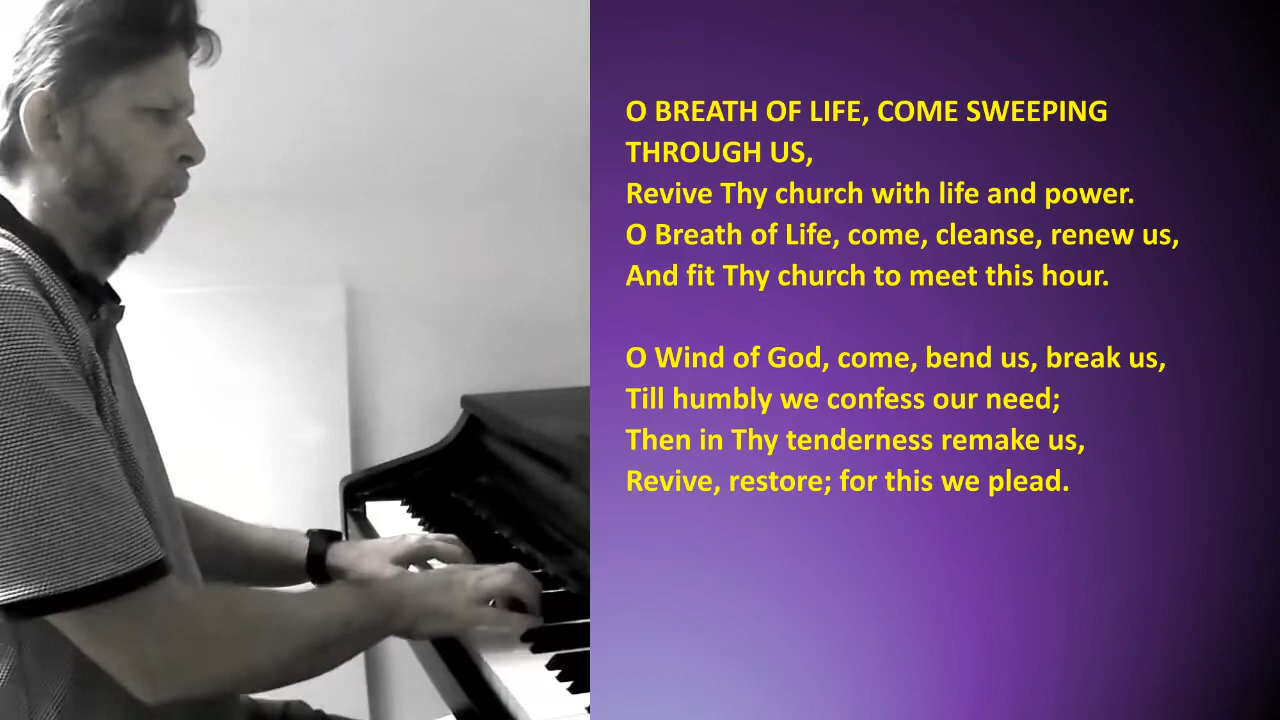 O BREATH OF LIFE, COME SWEEPING
THROUGH US,
Revive Thy church with life and power.
O Breath of Life, come, cleanse, renew us,
And fit Thy church to meet this hour.
O Wind of God, come, bend us, break us,
Till humbly we confess our need;
Then in Thy tenderness remake us,
Revive, restore; for this we plead.